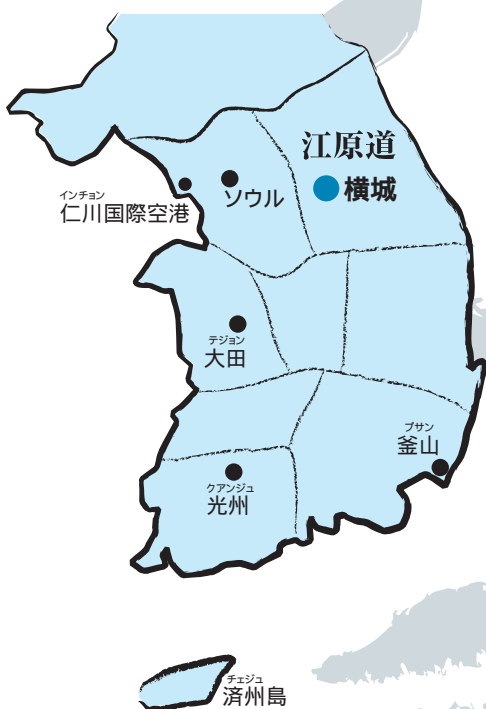 江原道
横城
ソウル
インチョン
仁川国際空港
テジョン
大田
プサン
釜山
クアンジュ
光州
チェジュ
済州島